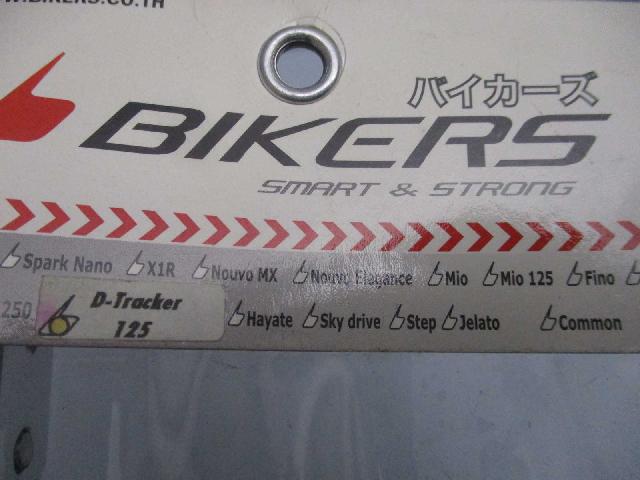 W.BIKERS.CO.TH
バイカーズ
BIKERS
SMART & STRONG
Spark Nano X1R Nouvo MX Nouvo Elegance Mio Mio 125 Fino
250 D-Tracker 125 Hayate Sky drive Step Jelato Common